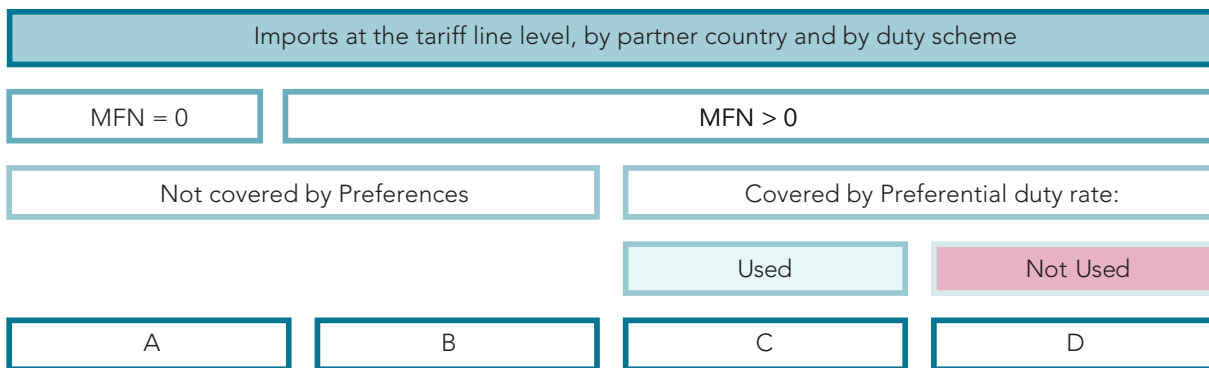 Imports at the tariff line level, by partner country and by duty scheme
MFN = 0
MFN > 0
Not covered by Preferences
Covered by Preferential duty rate:
Used
Not Used
A
B
C
D